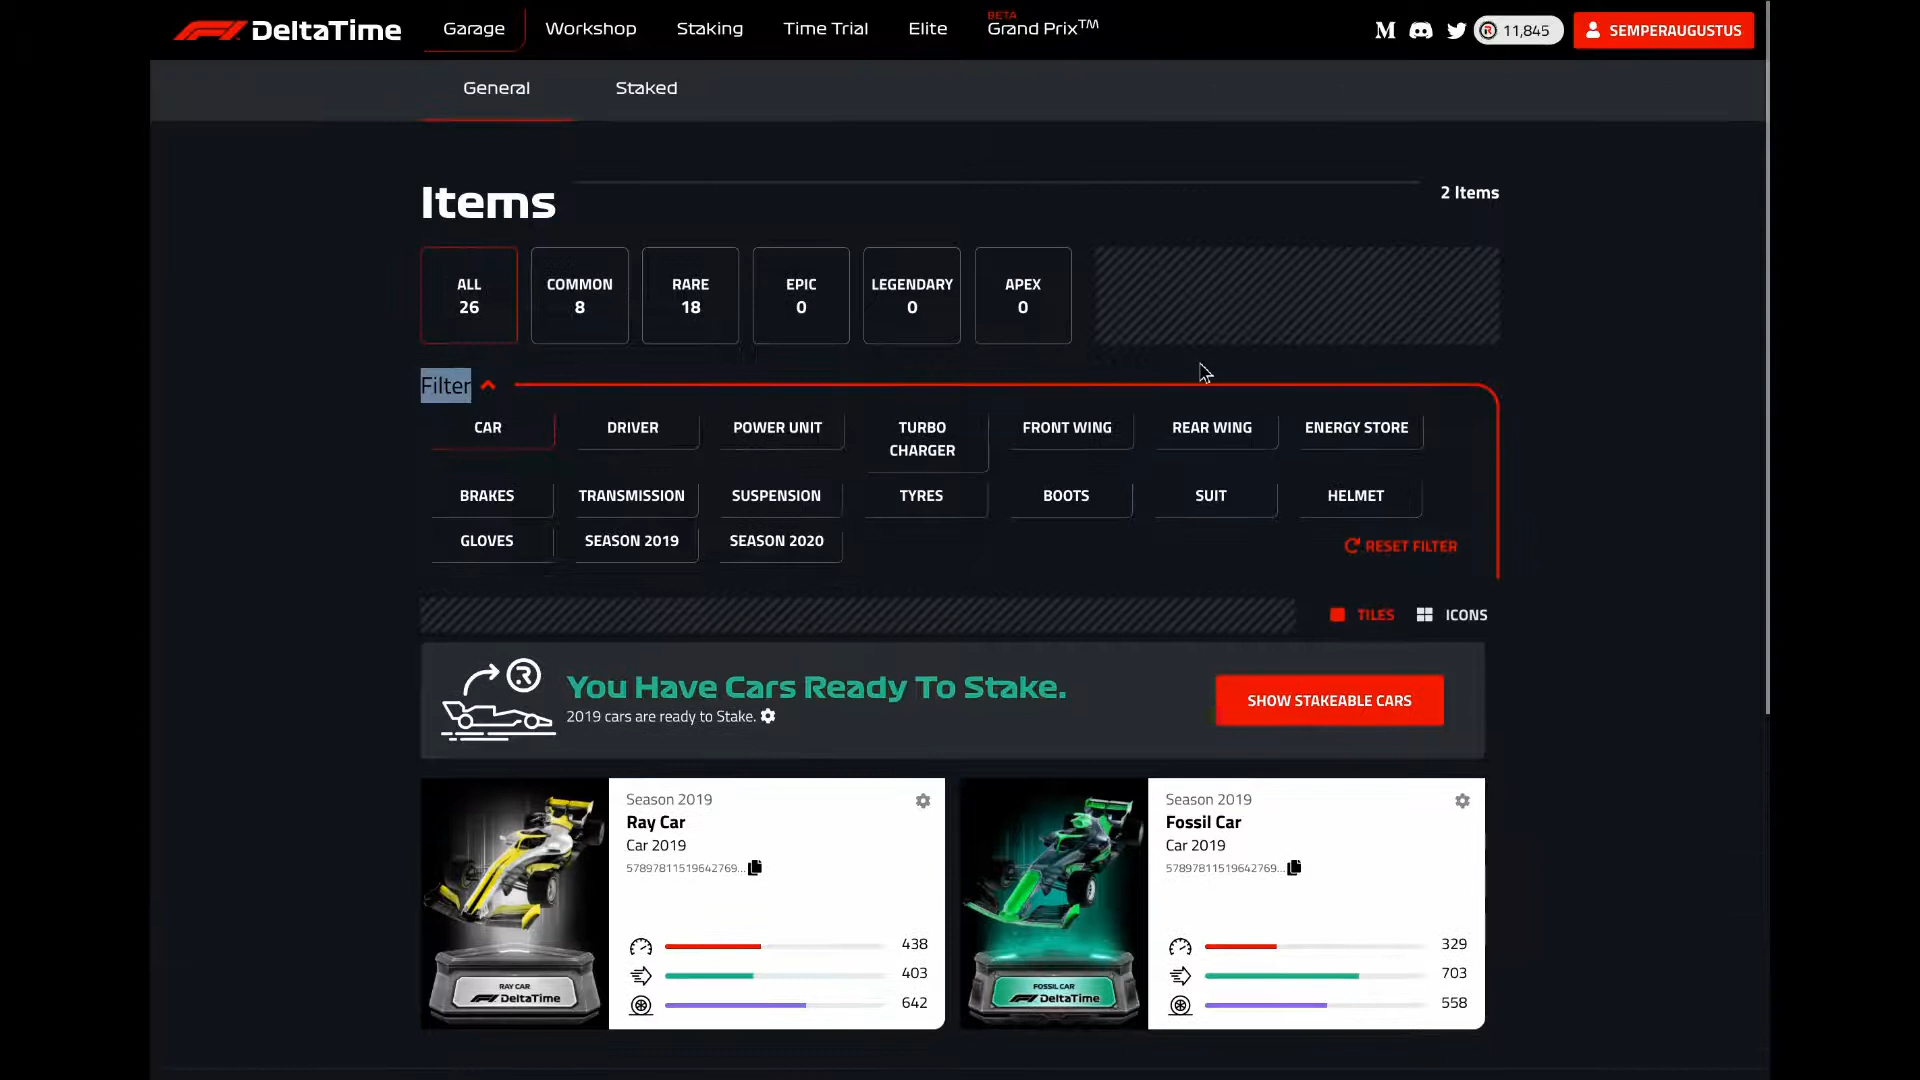 F1 DeltaTime
Garage
Workshop
Staking
Time Trial
Elite
BETA
Grand Prix™
M
R 11,845
SEMPERAUGUSTUS
General
Staked
Items
2 Items
ALL
26
COMMON
8
RARE
18
EPIC
0
LEGENDARY
0
APEX
0
Filter
CAR
DRIVER
POWER UNIT
TURBO
CHARGER
FRONT WING
REAR WING
ENERGY STORE
BRAKES
TRANSMISSION
SUSPENSION
TYRES
BOOTS
SUIT
HELMET
GLOVES
SEASON 2019
SEASON 2020
RESET FILTER
TILES
ICONS
R
You Have Cars Ready To Stake.
2019 cars are ready to Stake.
SHOW STAKEABLE CARS
Season 2019
Ray Car
Car 2019
57897811519642769...
438
403
642
RAY CAR
F1 DeltaTime
Season 2019
Fossil Car
Car 2019
57897811519642769...
329
703
558
FOSSIL CAR
F1 DeltaTime